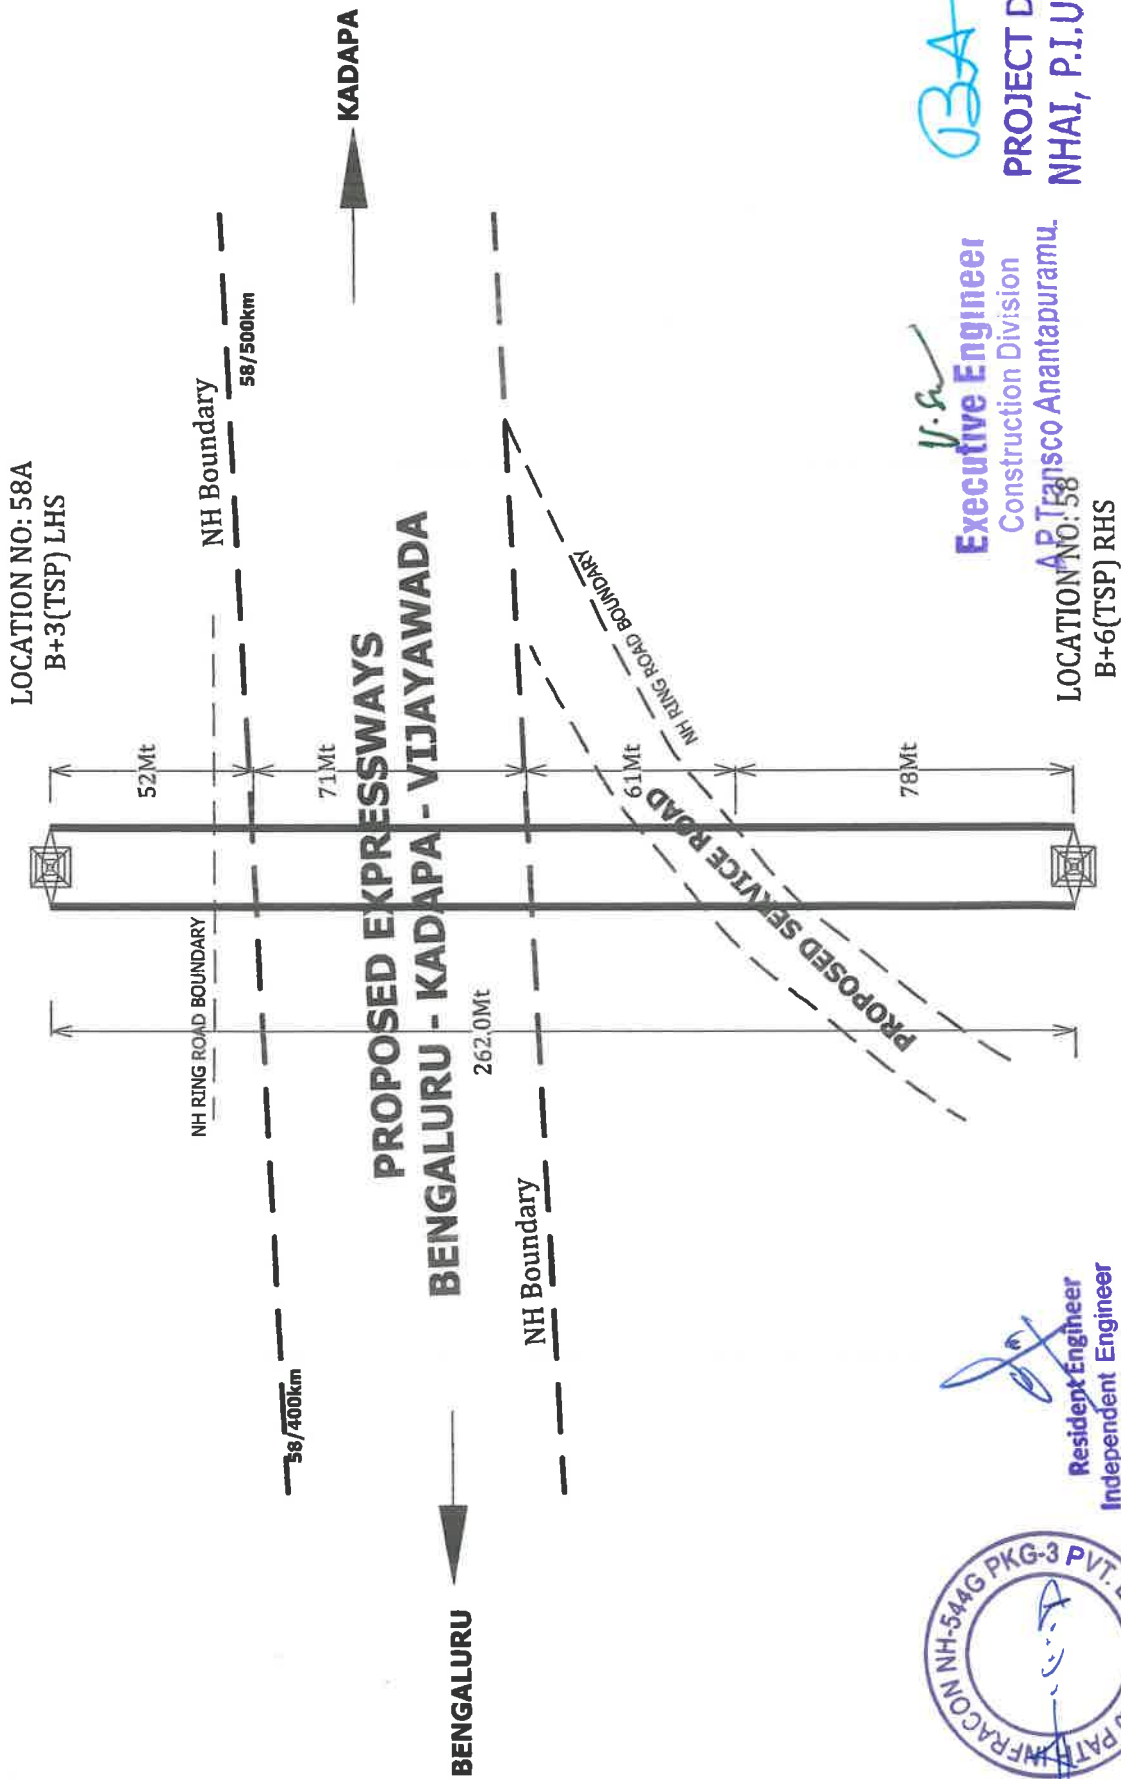 LOCATION NO: 58A
B+3(TSP) LHS
NH RING ROAD BOUNDARY
NH Boundary
58/400km
58/500km
52Mt
71Mt
61Mt
78Mt
262.0Mt
PROPOSED EXPRESSWAYS
BENGALURU - KADAPA - VIJAYAWADA
BENGALURU
KADAPA
NH Boundary
NH RING ROAD BOUNDARY
PROPOSED SERVICE ROAD
LOCATION NO: 58
B+6(TSP) RHS
INFRACON NH-544G PKG-3 PVT.
Resident Engineer
Independent Engineer
Executive Engineer
Construction Division
A.P.Transco Anantapuramu.
PROJECT D
NHAI, P.I.U